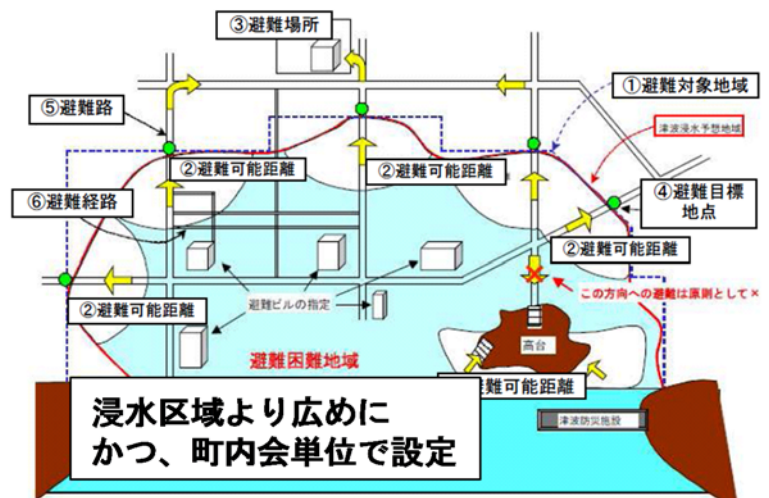 ③避難場所
①避難対象地域
⑤避難路
津波浸水予想地域
②避難可能距離
②避難可能距離
④避難目標
地点
⑥避難経路
②避難可能距離
この方向への避難は原則として×
②避難可能距離
避難ビルの指定
高台
避難困難地域
難可能距離
浸水区域より広めに
かつ、町内会単位で設定
津波防災施設